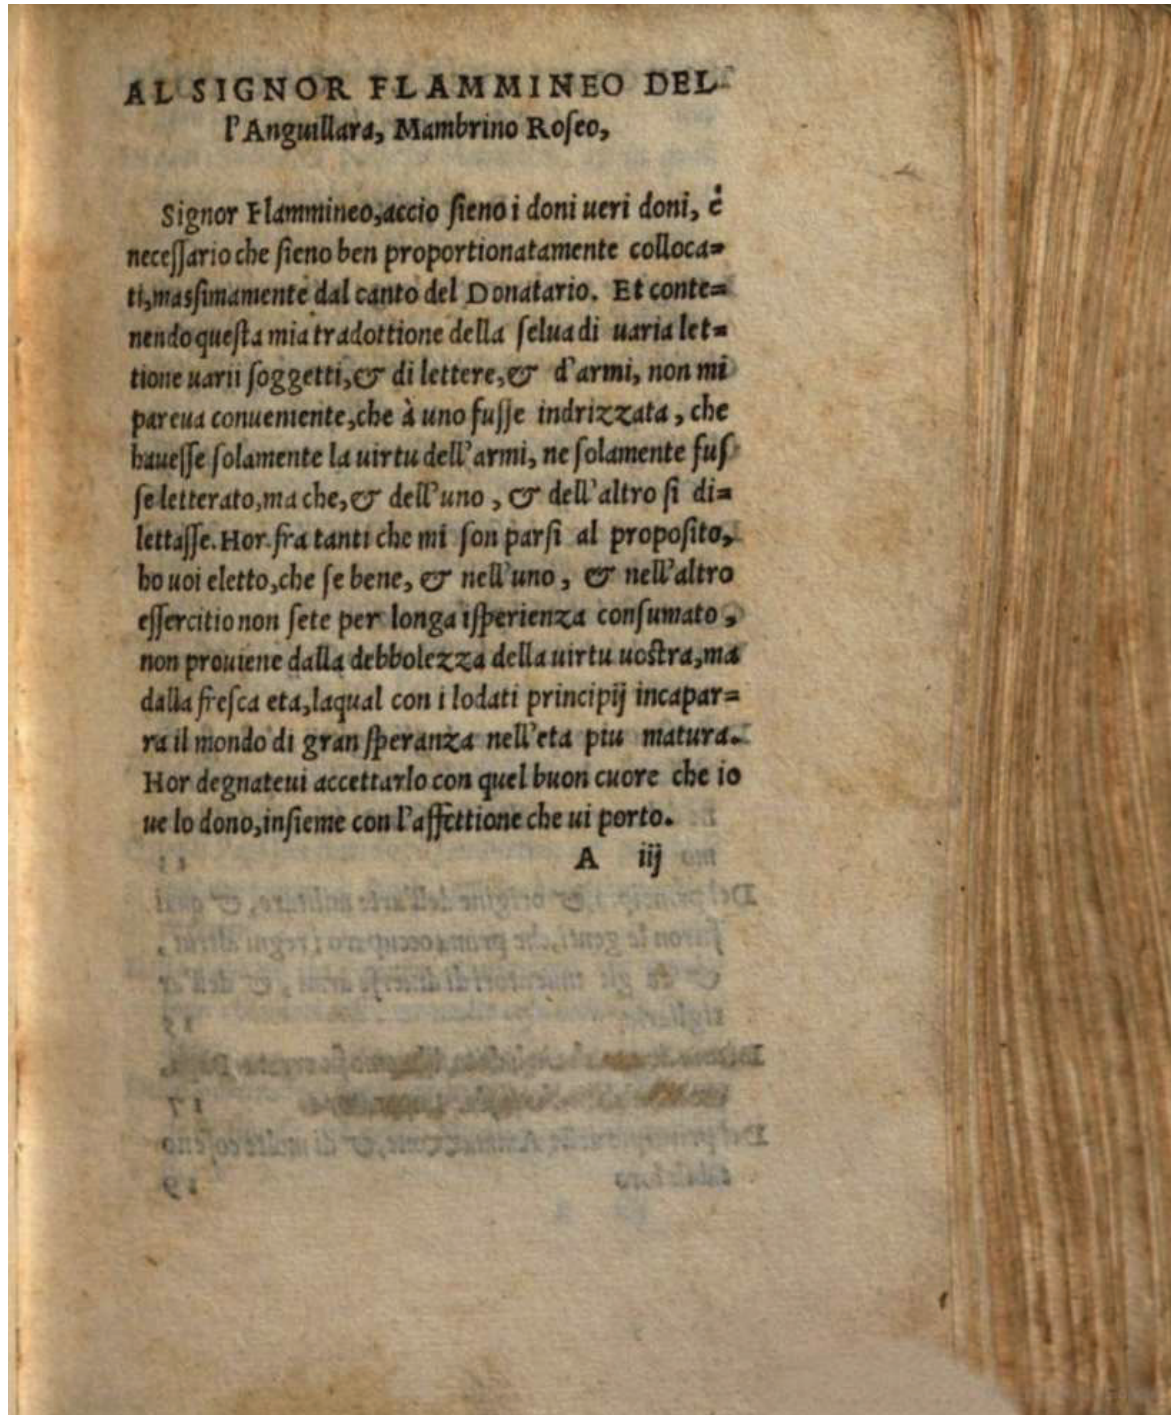 AL SIGNOR FLAMMINEO DEL
l'Anguillara, Mambrino Roseo,
Signor Flammineo, accio sieno i doni ueri doni, é
necessario che sieno ben proportionatamente colloca=
ti, massimamente dal canto del Donatario. Et conte=
nendo questa mia tradottione della selua di uaria let=
tione uarii soggetti, & di lettere, & d'armi, non mi
pareua conueniente, che à uno fusse indrizzata, che
hauesse solamente la uirtu dell'armi, ne solamente fus
se letterato, ma che, & dell'uno, & dell'altro si di=
lettasse. Hor fra tanti che mi son parsi al proposito,
ho uoi eletto, che se bene, & nell'uno, & nell'altro
essercitio non sete per longa isperienza consumato,
non prouiene dalla debbolezza della uirtu uostra, ma
dalla fresca eta, laqual con i lodati principij incapar=
ra il mondo di gran speranza nell'eta piu matura.
Hor degnateui accettarlo con quel buon cuore che io
ue lo dono, insieme con l'affettione che ui porto.
A iij